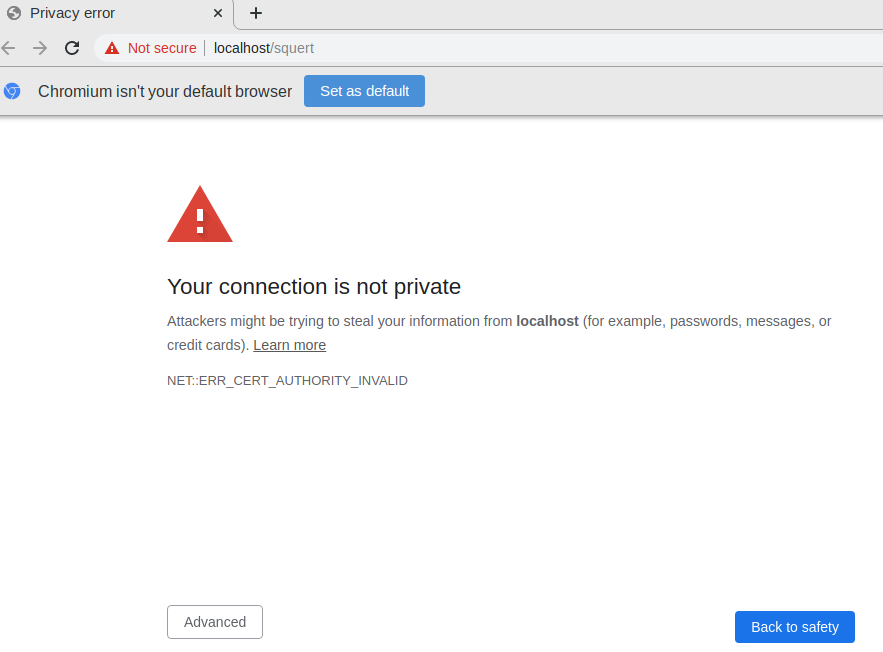 Privacy error
Not secure localhost/squert
Chromium isn't your default browser Set as default
Your connection is not private
Attackers might be trying to steal your information from localhost (for example, passwords, messages, or
credit cards). Learn more
NET::ERR_CERT_AUTHORITY_INVALID
Advanced
Back to safety